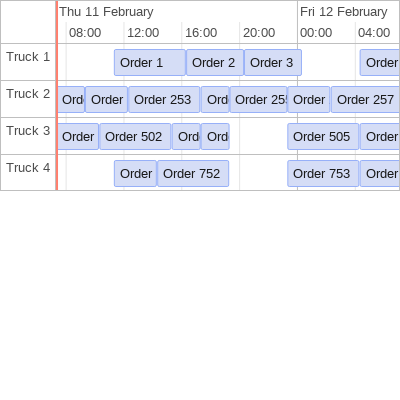 Thu 11 February Fri 12 February
08:00 12:00 16:00 20:00 00:00 04:00
Truck 1 Order 1 Order 2 Order 3 Order
Truck 2 Ord Order Order 253 Ord Order 25 Order Order 257
Truck 3 Order Order 502 Ord Ord Order 505 Order
Truck 4 Order Order 752 Order 753 Order